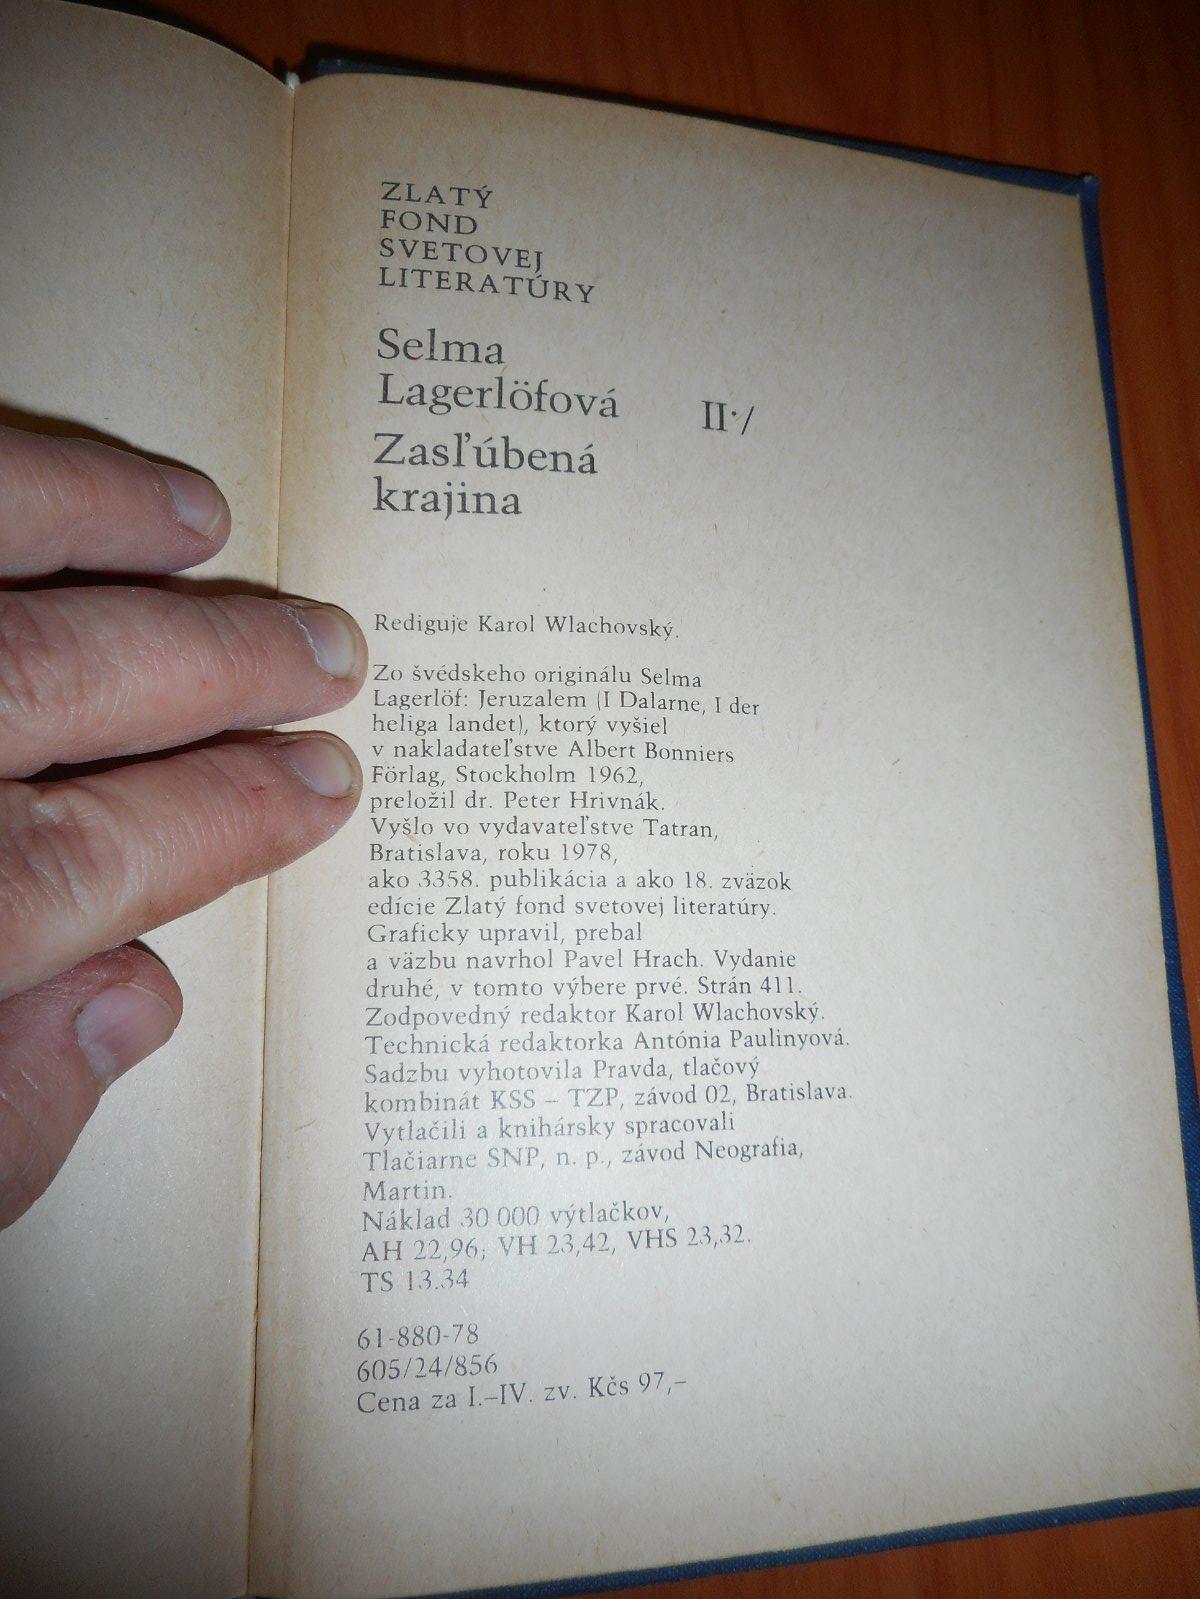 ZLATÝ
FOND
SVETOVEJ
LITERATÚRY
Selma
Lagerlöfová
II·/
Zasľúbená
krajina
Rediguje Karol Wlachovský.
Zo švédskeho originálu Selma
Lagerlöf: Jeruzalem (I Dalarne, I der
heliga landet), ktorý vyšiel
v nakladateľstve Albert Bonniers
Förlag, Stockholm 1962,
preložil dr. Peter Hrivnák.
Vyšlo vo vydavateľstve Tatran,
Bratislava, roku 1978,
ako 3358. publikácia a ako 18. zväzok
edície Zlatý fond svetovej literatúry.
Graficky upravil, prebal
a väzbu navrhol Pavel Hrach. Vydanie
druhé, v tomto výbere prvé. Strán 411.
Zodpovedný redaktor Karol Wlachovský.
Technická redaktorka Antónia Paulinyová.
Sadzbu vyhotovila Pravda, tlačový
kombinát KSS – TZP, závod 02, Bratislava.
Vytlačili a knihársky spracovali
Tlačiarne SNP, n. p., závod Neografia,
Martin.
Náklad 30 000 výtlačkov,
AH 22,96; VH 23,42, VHS 23,32.
TS 13.34
61-880-78
605/24/856
Cena za I.–IV. zv. Kčs 97,–